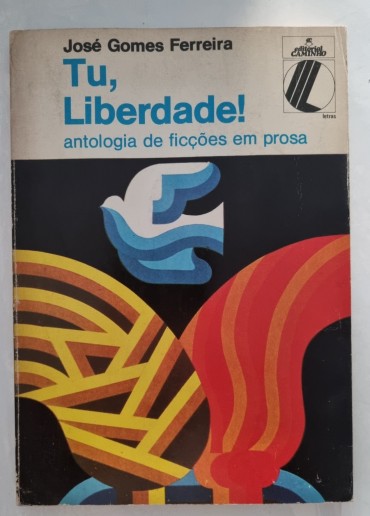 José Gomes Ferreira
Tu,
Liberdade!
antologia de ficções em prosa
editorial
CAMINHO
letras